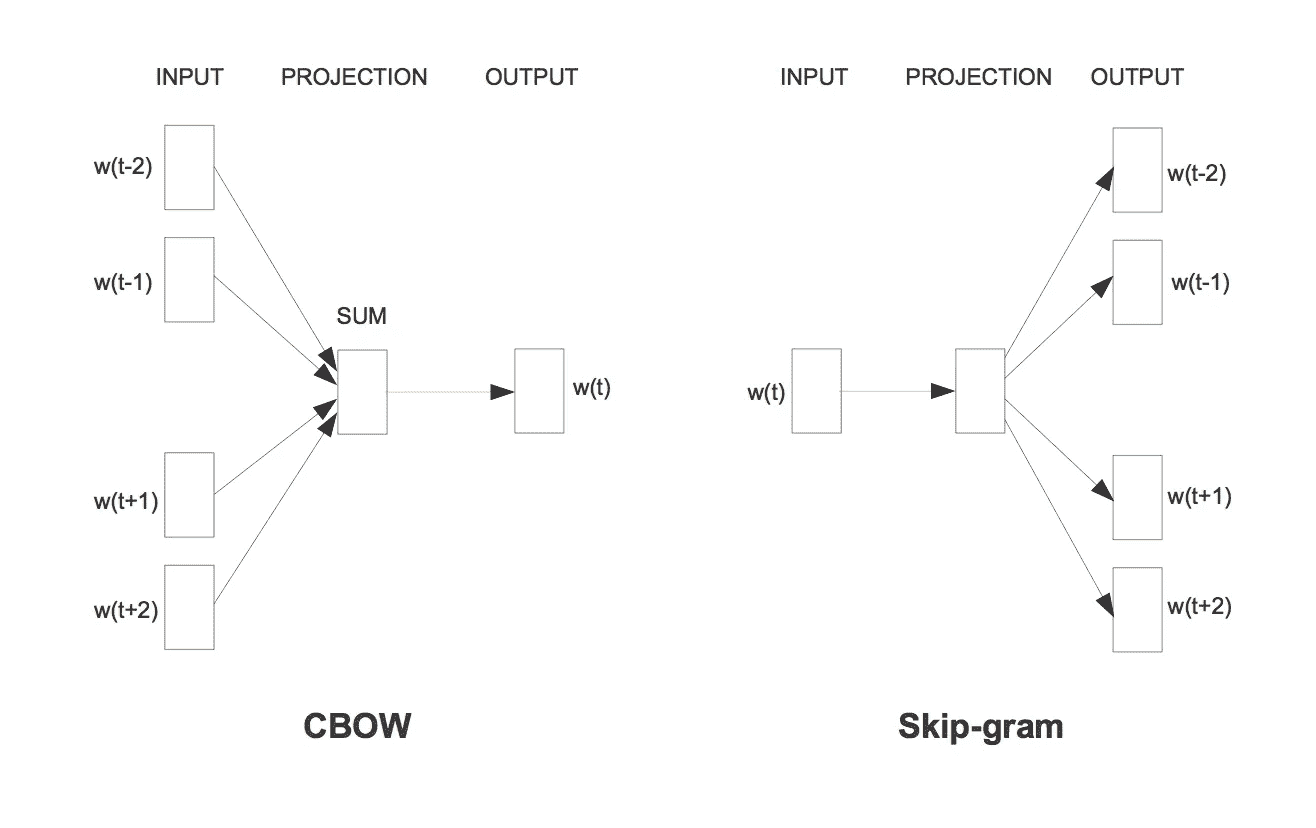 INPUT PROJECTION OUTPUT
w(t-2)
w(t-1)
SUM
w(t)
w(t+1)
w(t+2)
CBOW
INPUT PROJECTION OUTPUT
w(t-2)
w(t-1)
w(t)
w(t+1)
w(t+2)
Skip-gram